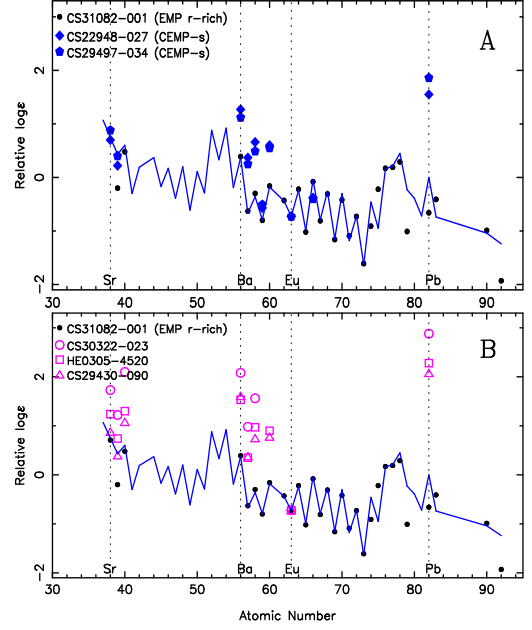 CS31082-001 (EMP r-rich)
CS22948-027 (CEMP-s)
CS29497-034 (CEMP-s)
A
Relative logε
2
0
−2
Sr
Ba
Eu
Pb
30 40 50 60 70 80 90
CS31082-001 (EMP r-rich)
CS30322-023
HE0305-4520
CS29430-090
B
Relative logε
2
0
−2
Sr
Ba
Eu
Pb
30 40 50 60 70 80 90
Atomic Number